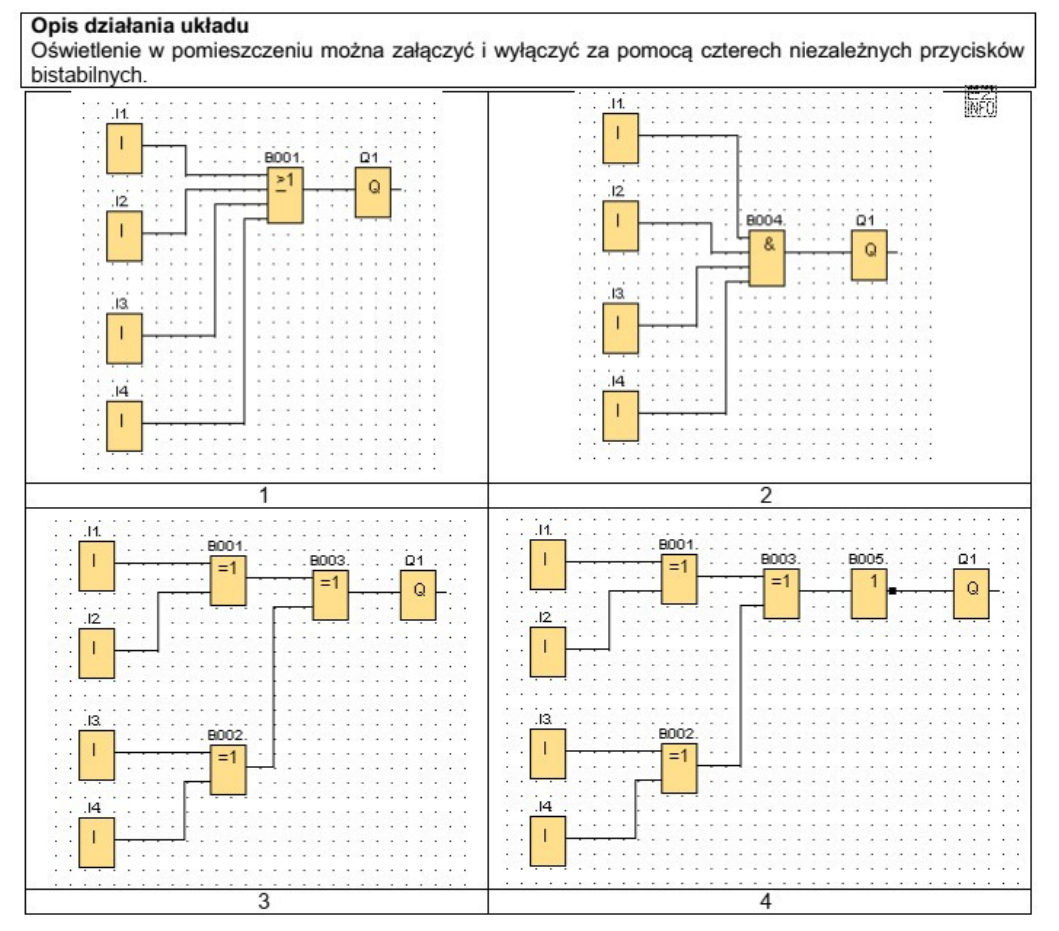 Opis działania układu
Oświetlenie w pomieszczeniu można załączyć i wyłączyć za pomocą czterech niezależnych przycisków
bistabilnych.
I1
I
I2
I
I3
I
I4
I
B001
≥1
Q1
Q
1
INFO
I1
I
I2
I
I3
I
I4
I
B004
&
Q1
Q
2
I1
I
I2
I
I3
I
I4
I
B001
=1
B002
=1
B003
=1
Q1
Q
3
I1
I
I2
I
I3
I
I4
I
B001
=1
B002
=1
B003
=1
B005
1
Q1
Q
4